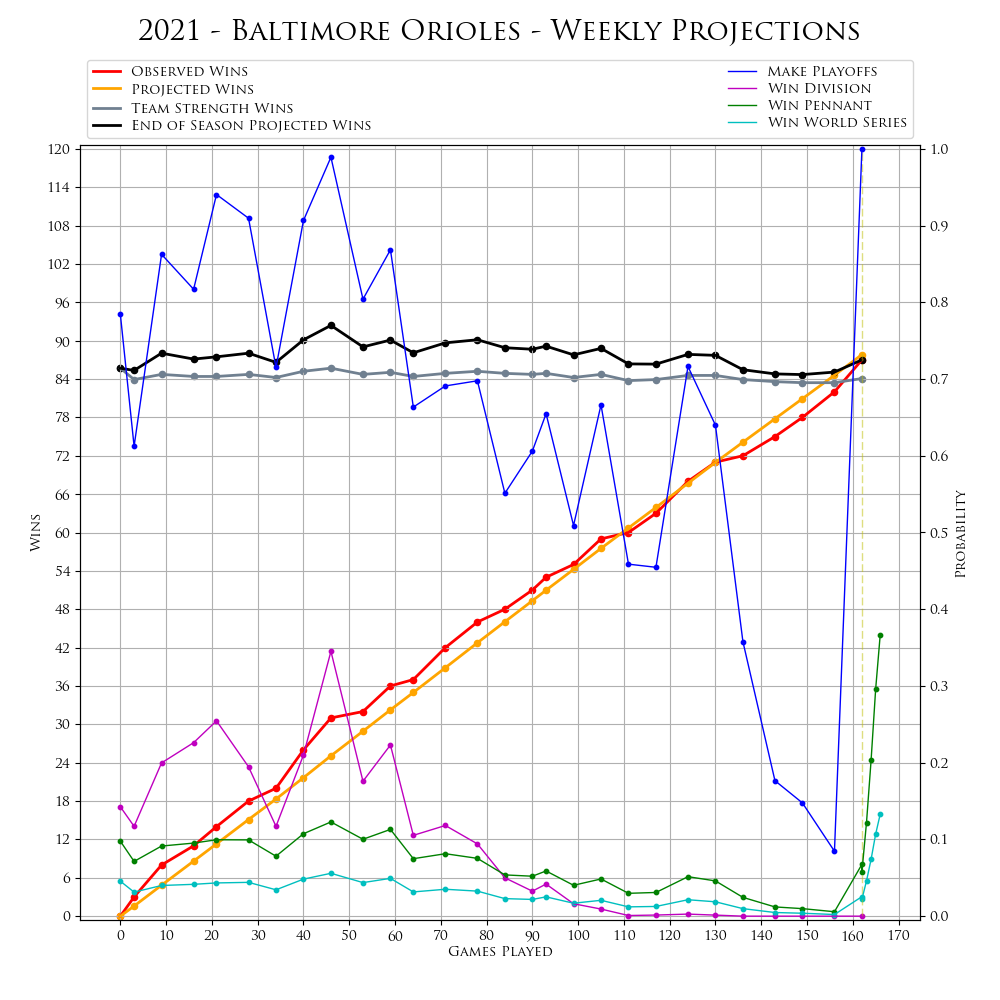 2021 - Baltimore Orioles - Weekly Projections
Observed Wins
Projected Wins
Team Strength Wins
End of Season Projected Wins
Make Playoffs
Win Division
Win Pennant
Win World Series
120
114
108
102
96
90
84
78
72
66
60
54
48
42
36
30
24
18
12
6
0
Wins
1.0
0.9
0.8
0.7
0.6
0.5
0.4
0.3
0.2
0.1
0.0
Probability
0 10 20 30 40 50 60 70 80 90 100 110 120 130 140 150 160 170
Games Played